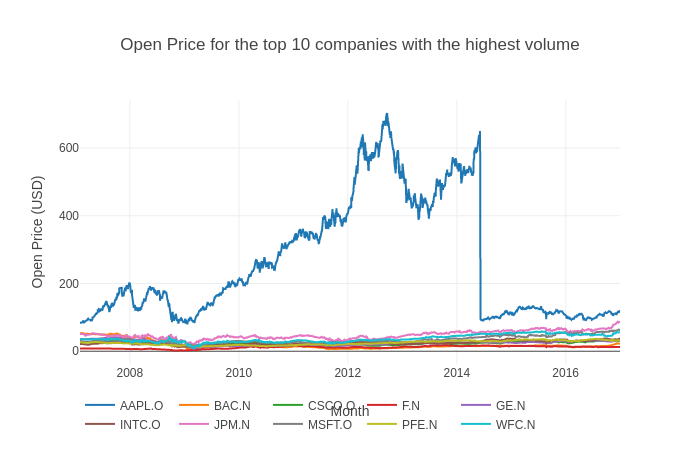 Open Price for the top 10 companies with the highest volume
Open Price (USD)
600
400
200
0
2008 2010 2012 2014 2016
Month
AAPL.O BAC.N CSCO.O F.N GE.N
INTC.O JPM.N MSFT.O PFE.N WFC.N